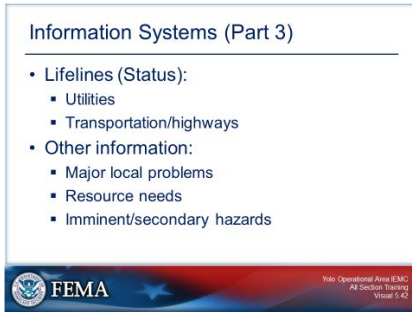 Information Systems (Part 3)
• Lifelines (Status):
▪ Utilities
▪ Transportation/highways
• Other information:
▪ Major local problems
▪ Resource needs
▪ Imminent/secondary hazards
FEMA
Yolo Operational Area IEMC
All Section Training
Visual 5.42